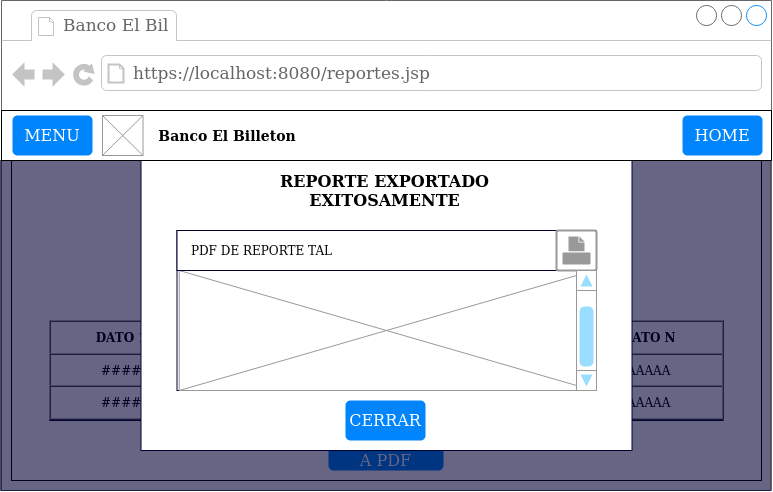 Banco El Bil
https://localhost:8080/reportes.jsp
MENU
Banco El Billeton
HOME
REPORTE EXPORTADO
EXITOSAMENTE
PDF DE REPORTE TAL
DATO
ATO N
####
AAAAA
####
AAAAA
CERRAR
A PDF